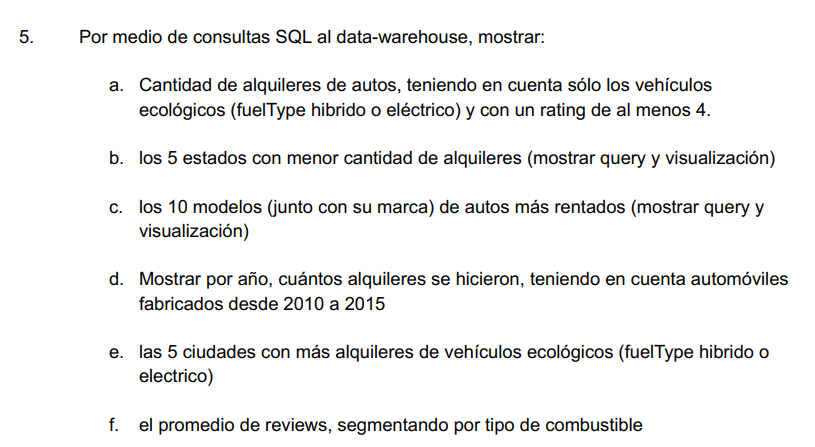 5. Por medio de consultas SQL al data-warehouse, mostrar:
a. Cantidad de alquileres de autos, teniendo en cuenta sólo los vehículos
ecológicos (fuelType hibrido o eléctrico) y con un rating de al menos 4.
b. los 5 estados con menor cantidad de alquileres (mostrar query y visualización)
c. los 10 modelos (junto con su marca) de autos más rentados (mostrar query y
visualización)
d. Mostrar por año, cuántos alquileres se hicieron, teniendo en cuenta automóviles
fabricados desde 2010 a 2015
e. las 5 ciudades con más alquileres de vehículos ecológicos (fuelType hibrido o
electrico)
f. el promedio de reviews, segmentando por tipo de combustible